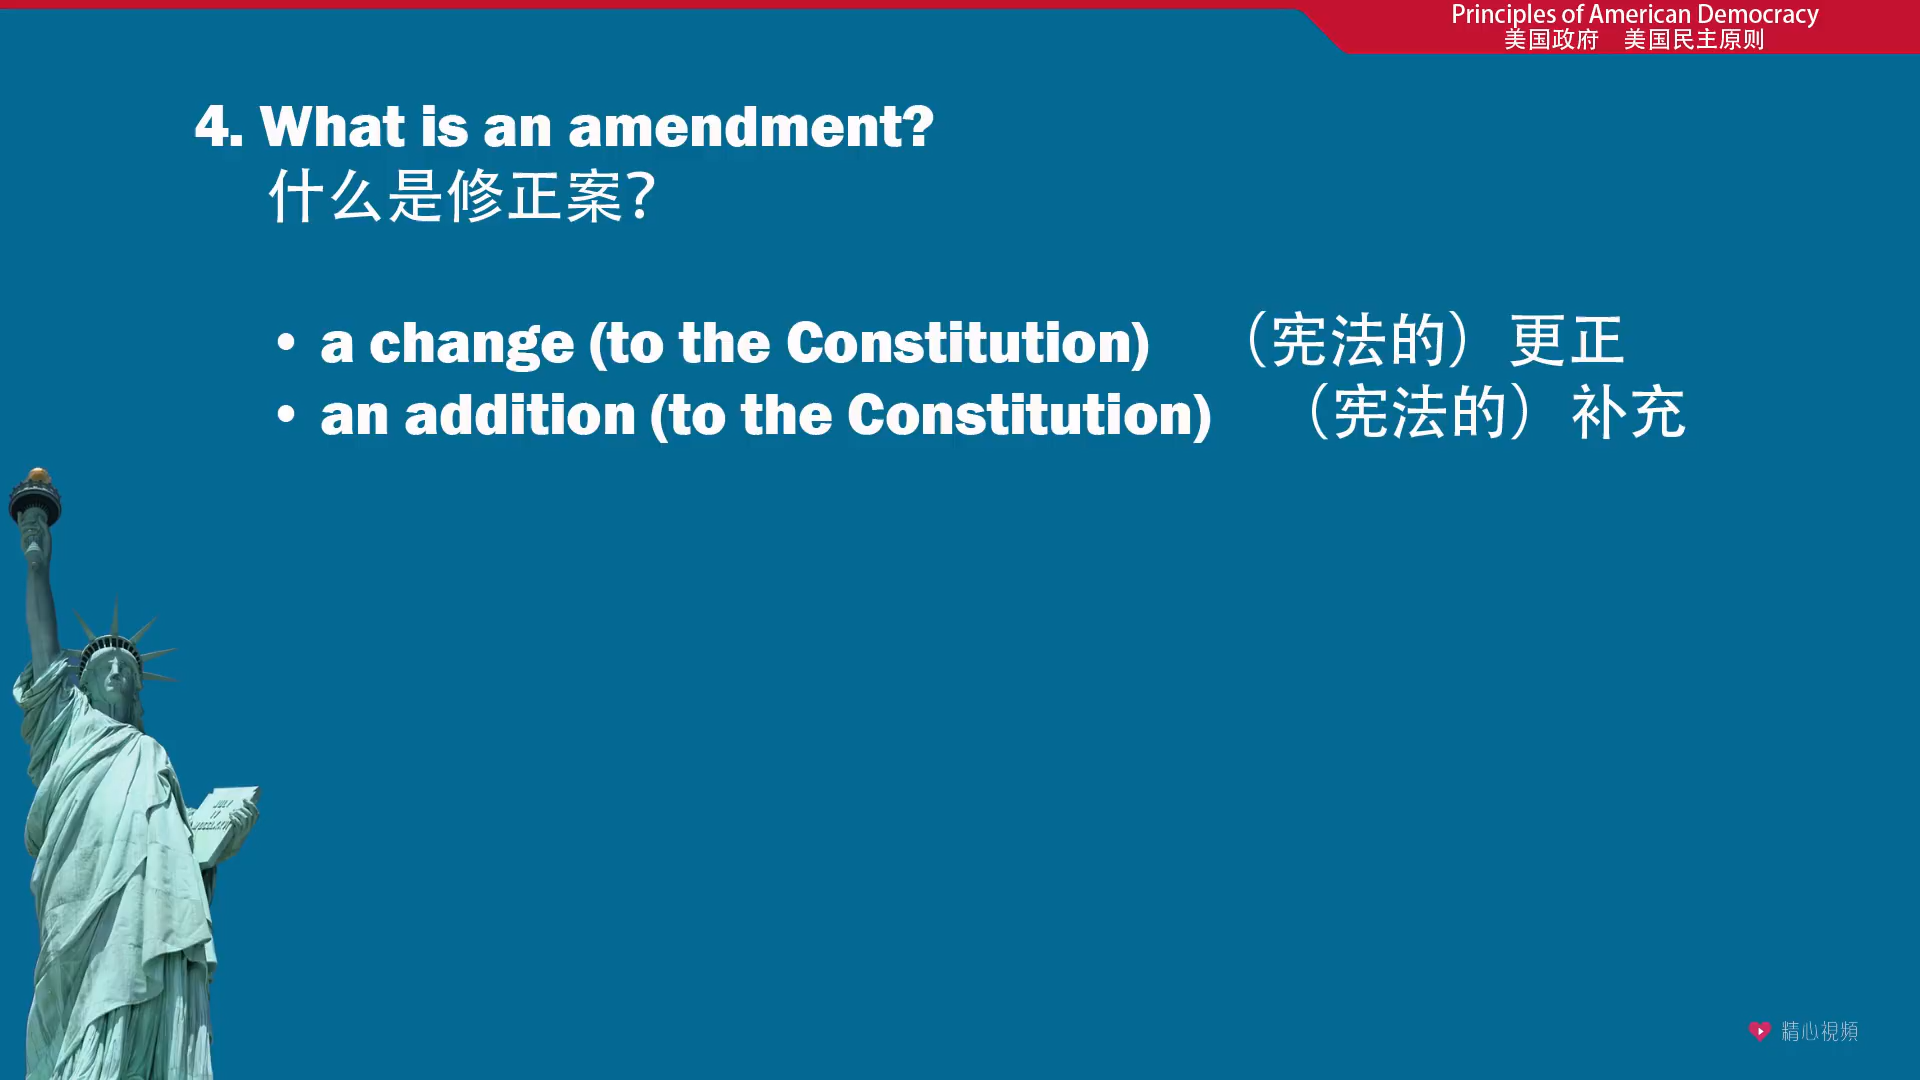 Principles of American Democracy
美国政府 美国民主原则
4. What is an amendment?
什么是修正案?
• a change (to the Constitution) （宪法的）更正
• an addition (to the Constitution) （宪法的）补充
JULY
IV
精心視頻